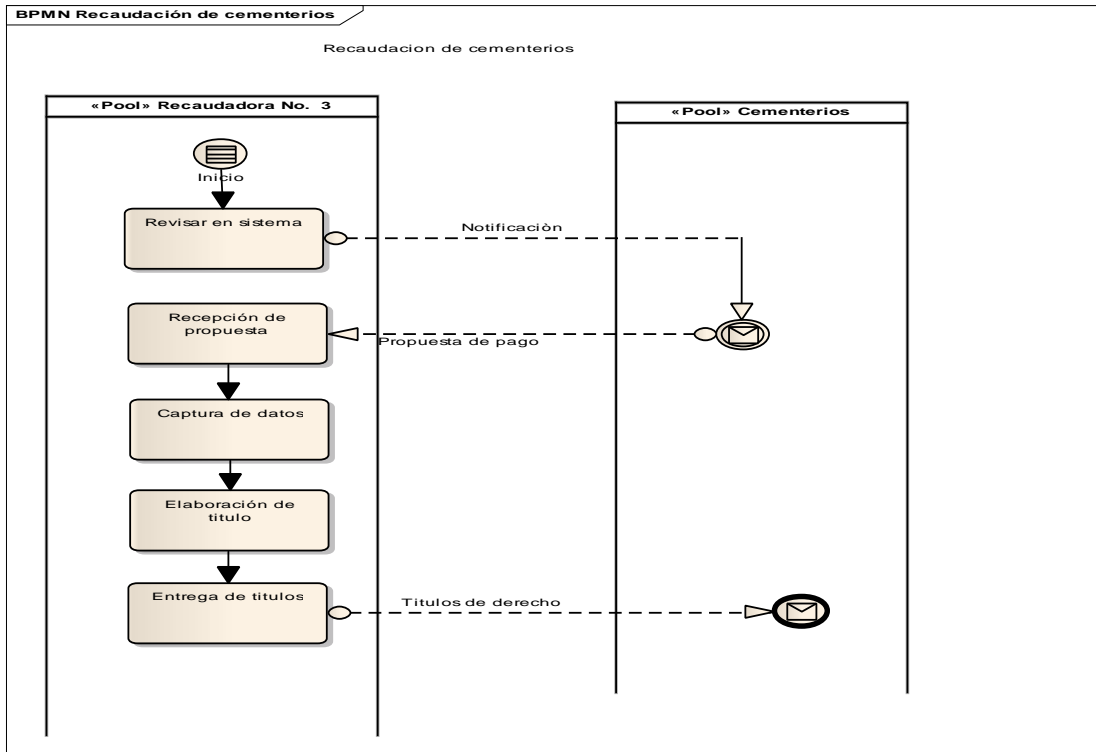 BPMN Recaudación de cementerios
Recaudacion de cementerios
«Pool» Recaudadora No. 3
«Pool» Cementerios
Inicio
Revisar en sistema
Notificaciòn
Recepción de
propuesta
Propuesta de pago
Captura de datos
Elaboración de
titulo
Entrega de titulos
Titulos de derecho